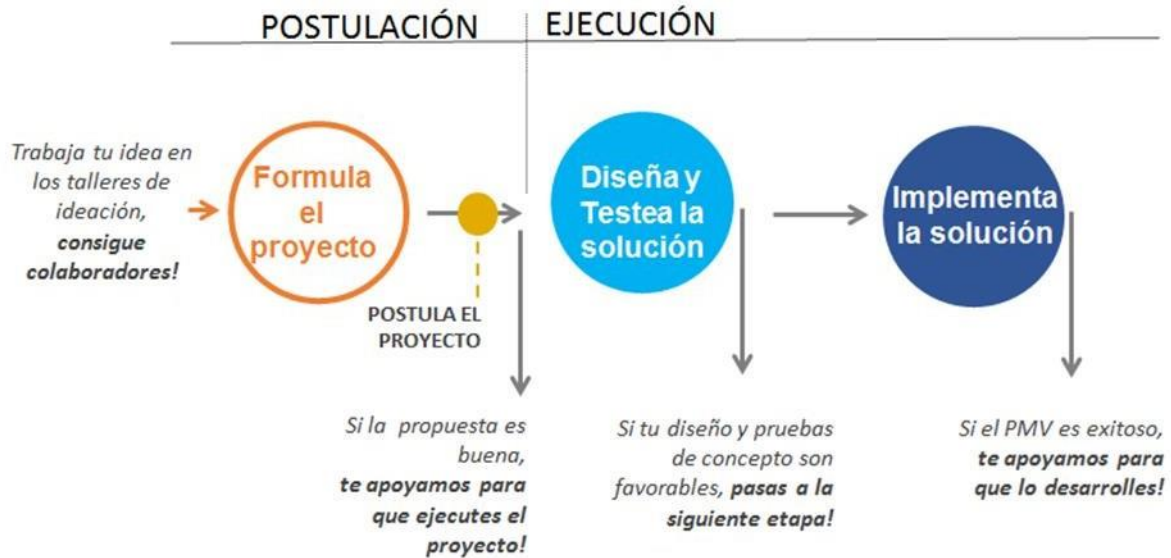 POSTULACIÓN
EJECUCIÓN
Trabaja tu idea en
los talleres de
ideación,
consigue
colaboradores!
Formula
el
proyecto
POSTULA EL
PROYECTO
Si la propuesta es
buena,
te apoyamos para
que ejecutes el
proyecto!
Diseña y
Testea la
solución
Si tu diseño y pruebas
de concepto son
favorables, pasas a la
siguiente etapa!
Implementa
la solución
Si el PMV es exitoso,
te apoyamos para
que lo desarrolles!